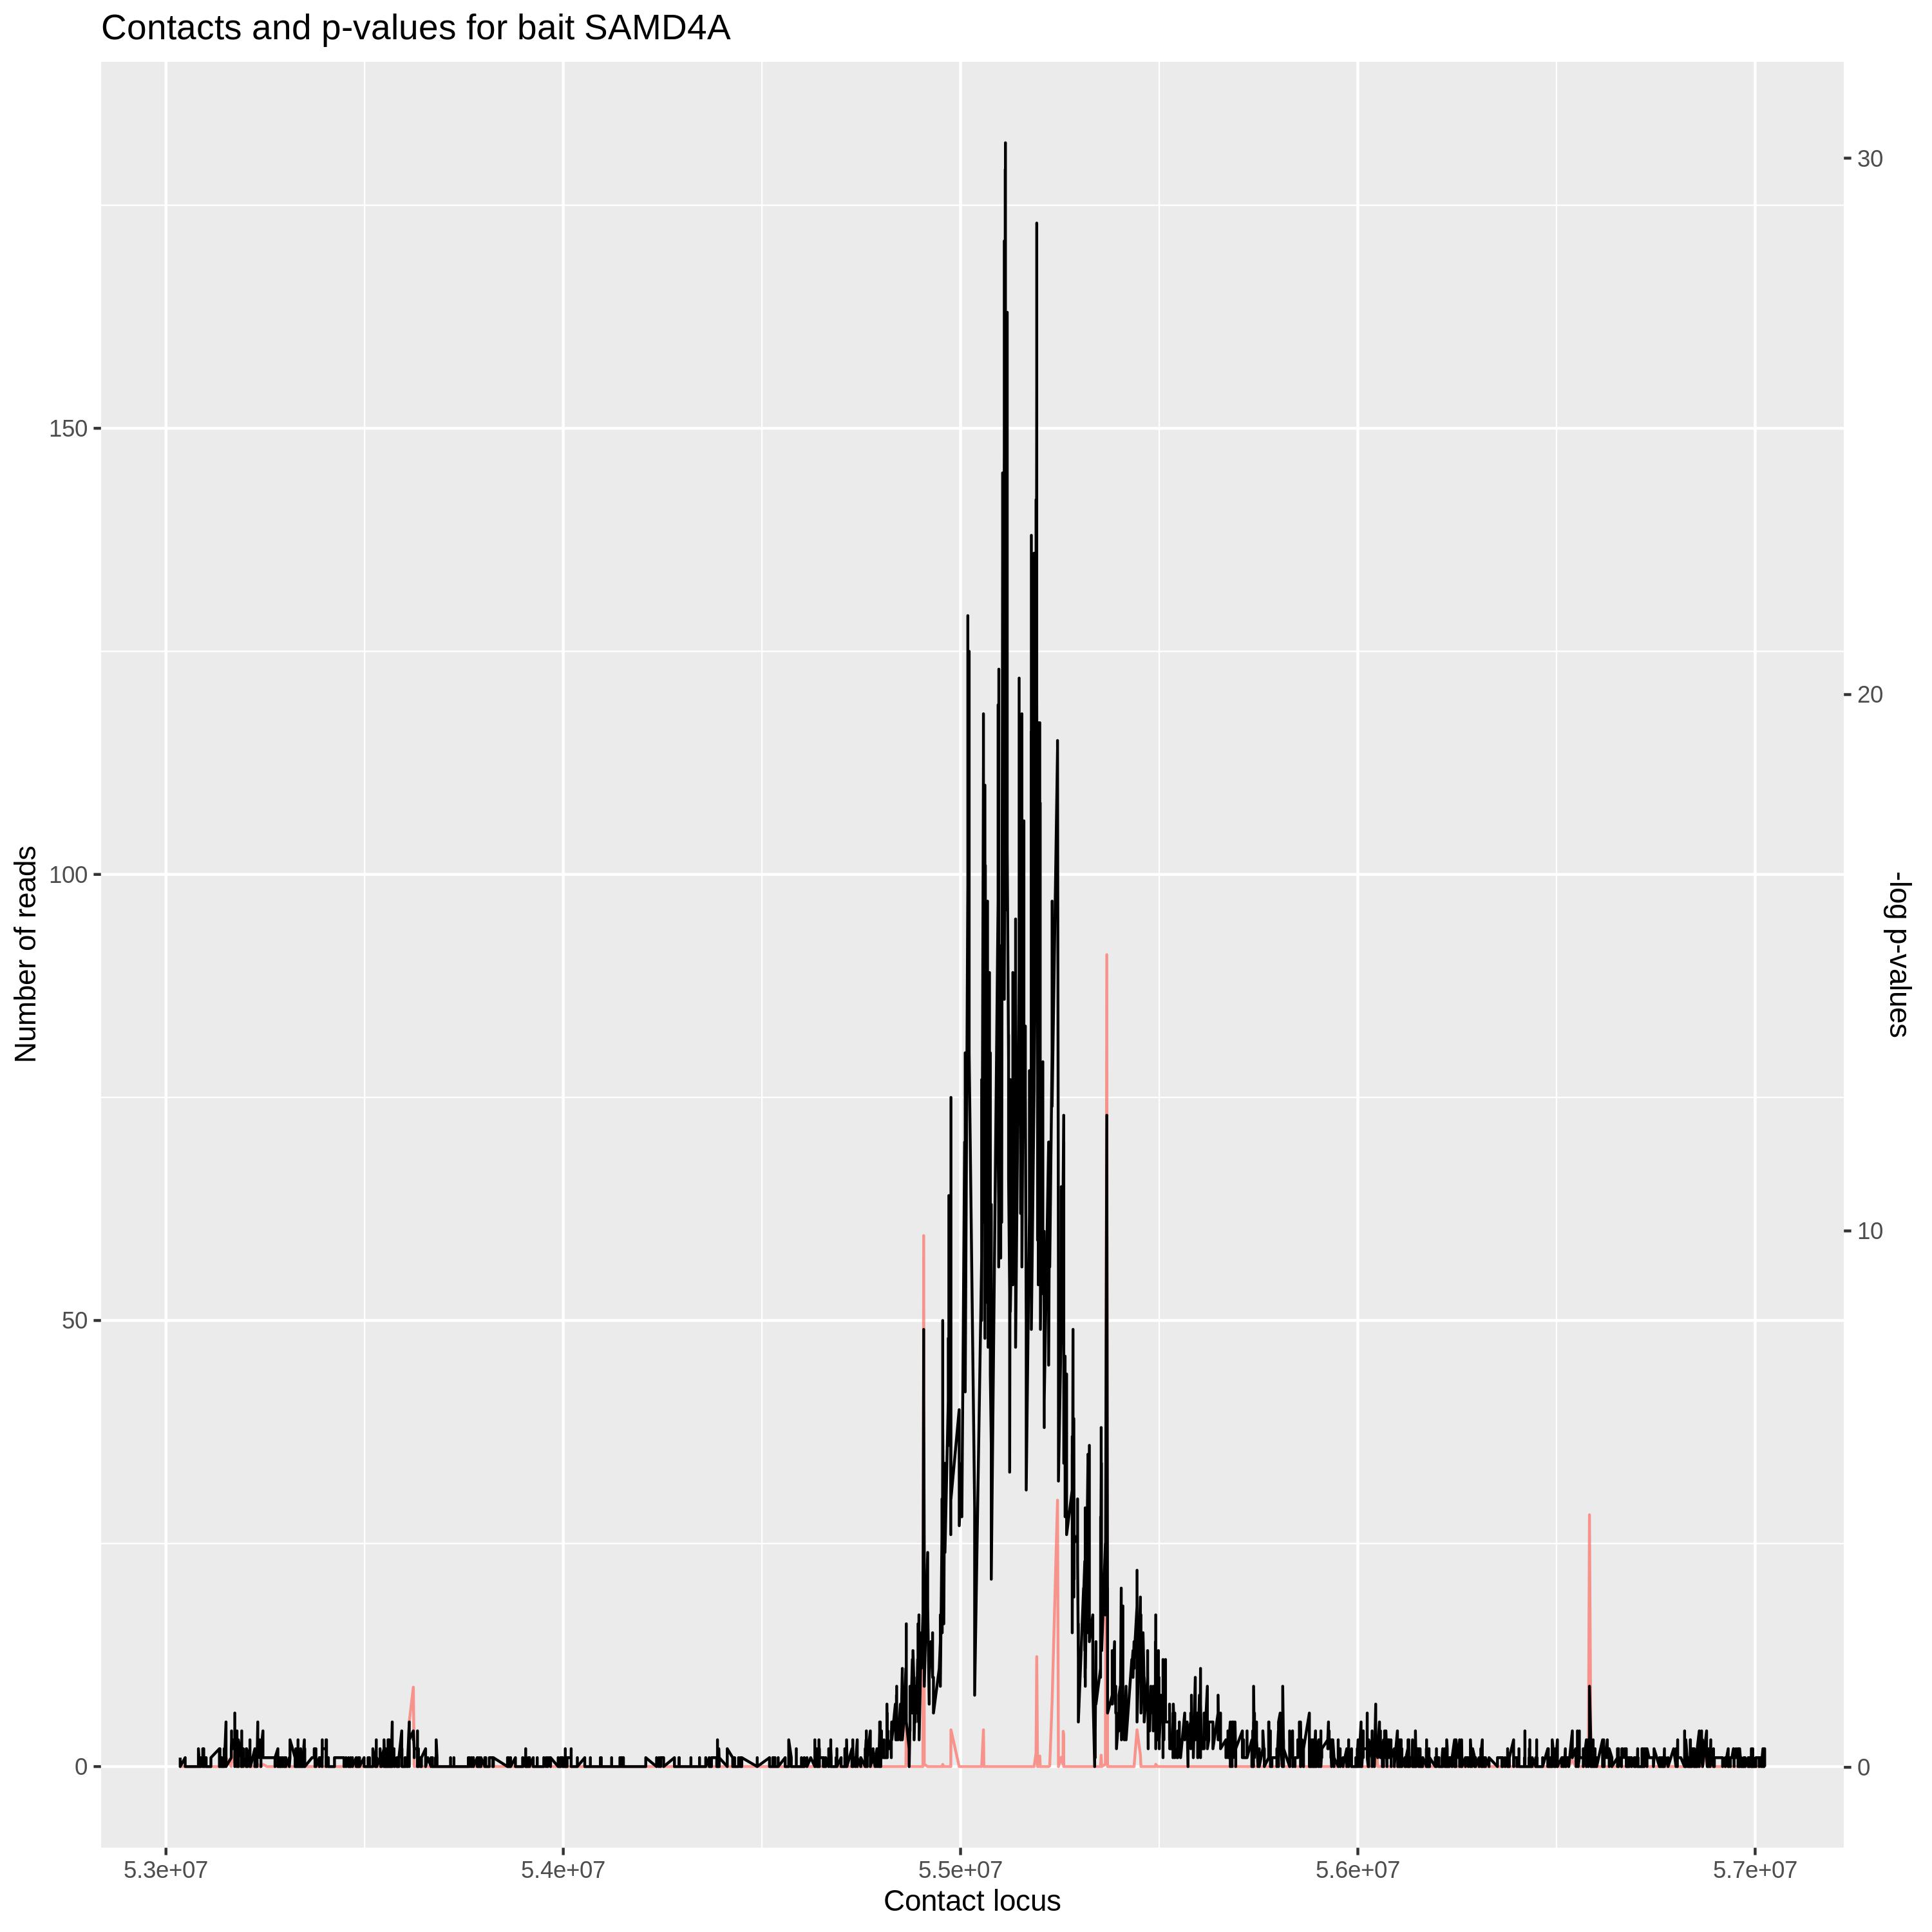 Contacts and p-values for bait SAMD4A
30
150
20
100
Number of reads
-log p-values
10
50
0
0
5.3e+07 5.4e+07 5.5e+07 5.6e+07 5.7e+07
Contact locus